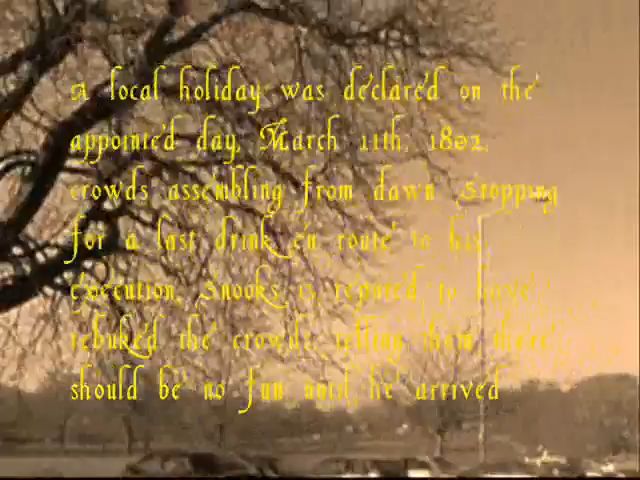 A local holiday was declared on the
appointed day, March 11th, 1802,
crowds assembling from dawn Stopping
for a last drink en route to his
execution, Snooks is reputed to have
rebuked the crowds, telling them there
should be no fun until he arrived